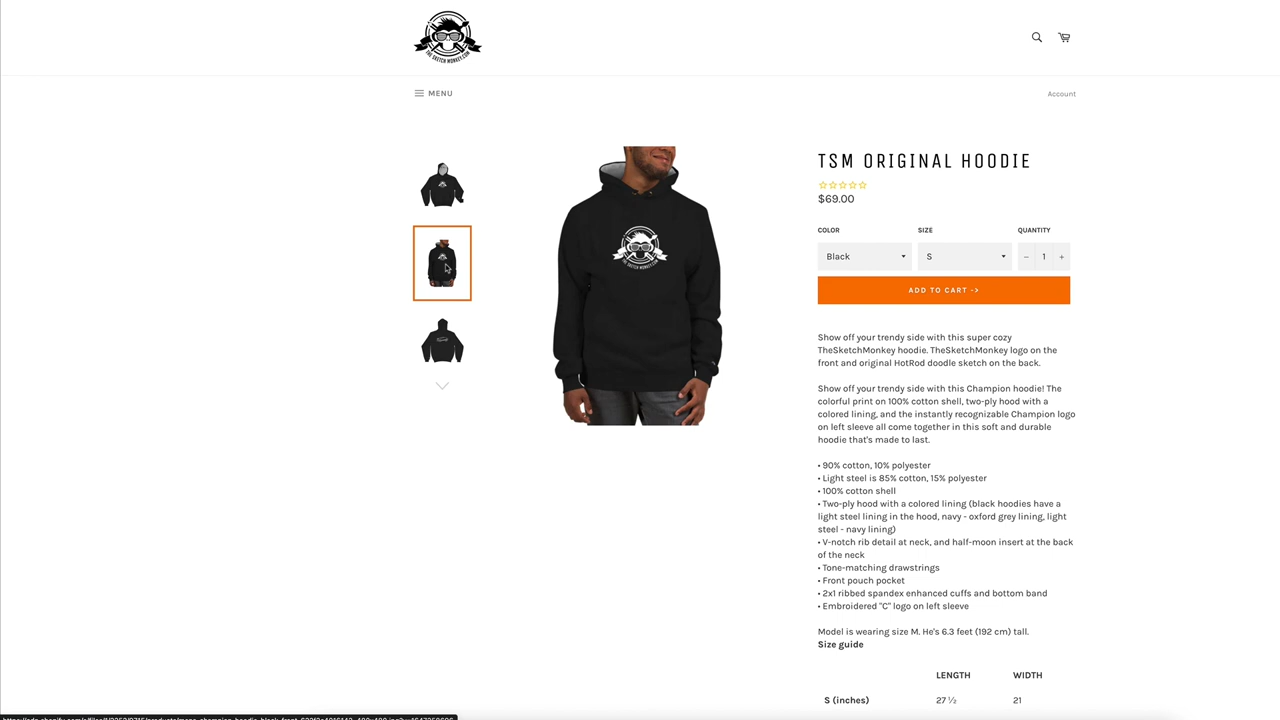 THE SKETCH MONKEY.COM
MENU
Account
TSM ORIGINAL HOODIE
$69.00
COLOR
SIZE
QUANTITY
Black
S
− 1 +
ADD TO CART ->
Show off your trendy side with this super cozy
TheSketchMonkey hoodie. TheSketchMonkey logo on the
front and original HotRod doodle sketch on the back.
Show off your trendy side with this Champion hoodie! The
colorful print on 100% cotton shell, two-ply hood with a
colored lining, and the instantly recognizable Champion logo
on left sleeve all come together in this soft and durable
hoodie that's made to last.
• 90% cotton, 10% polyester
• Light steel is 85% cotton, 15% polyester
• 100% cotton shell
• Two-ply hood with a colored lining (black hoodies have a
light steel lining in the hood, navy - oxford grey lining, light
steel - navy lining)
• V-notch rib detail at neck, and half-moon insert at the back
of the neck
• Tone-matching drawstrings
• Front pouch pocket
• 2x1 ribbed spandex enhanced cuffs and bottom band
• Embroidered "C" logo on left sleeve
Model is wearing size M. He's 6.3 feet (192 cm) tall.
Size guide
LENGTH
WIDTH
S (inches)
27 ½
21